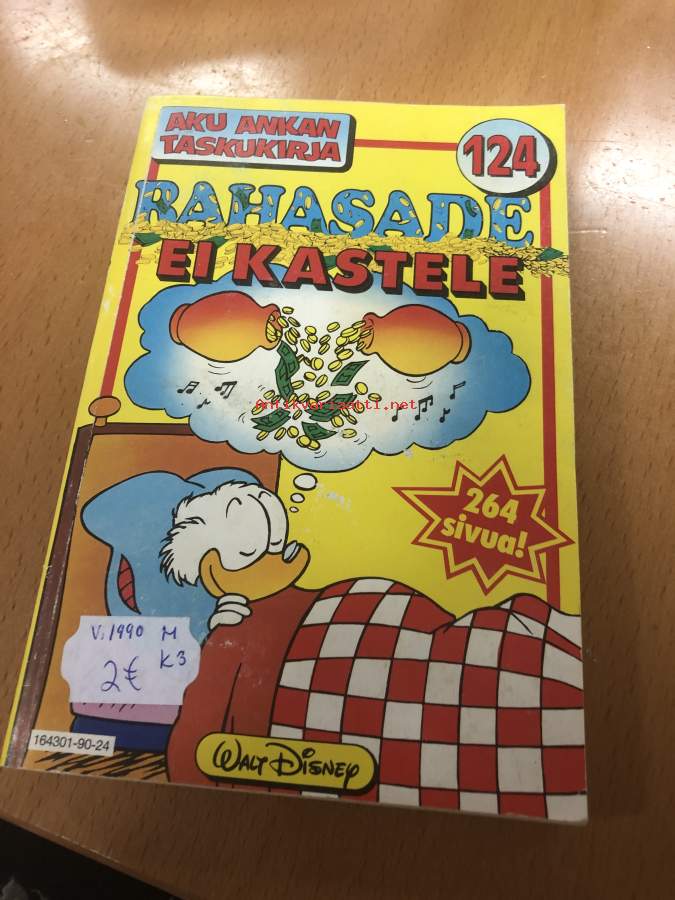 AKU ANKAN
TASKUKIRJA
124
RAHASADE
EI KASTELE
Antikvariaatti.net
264
sivua!
V. 1990 M
K3
2€
164301-90-24
WALT DISNEY